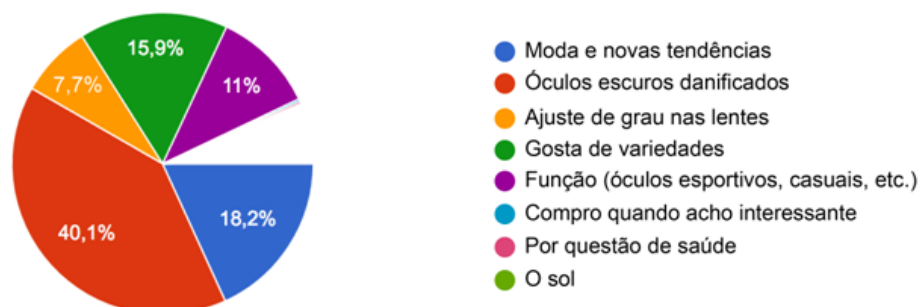 15,9%
7,7%
11%
40,1%
18,2%
Moda e novas tendências
Óculos escuros danificados
Ajuste de grau nas lentes
Gosta de variedades
Função (óculos esportivos, casuais, etc.)
Compro quando acho interessante
Por questão de saúde
O sol